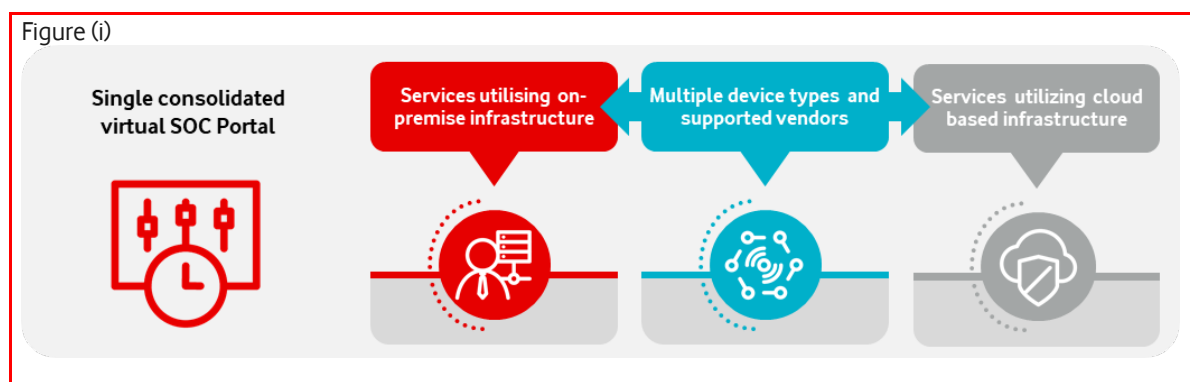 Figure (i)
Single consolidated
virtual SOC Portal
Services utilising on-
premise infrastructure
Multiple device types and
supported vendors
Services utilizing cloud
based infrastructure